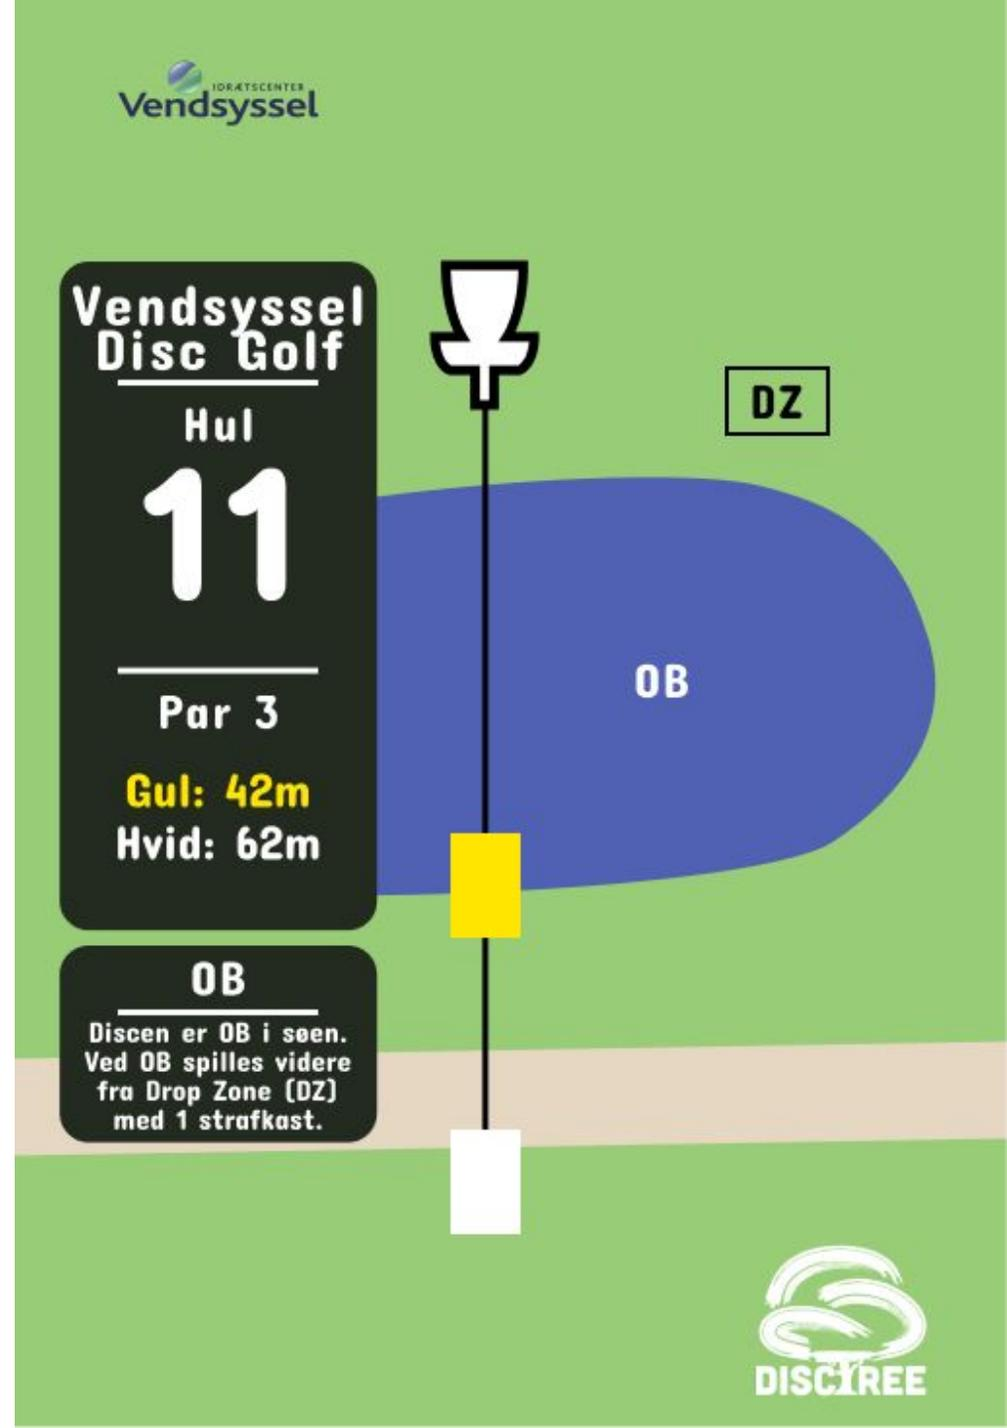 IDRÆTSCENTER
Vendsyssel
Vendsyssel
Disc Golf
Hul
11
Par 3
Gul: 42m
Hvid: 62m
DZ
OB
OB
Discen er OB i søen.
Ved OB spilles videre
fra Drop Zone (DZ)
med 1 strafkast.
DISCTREE